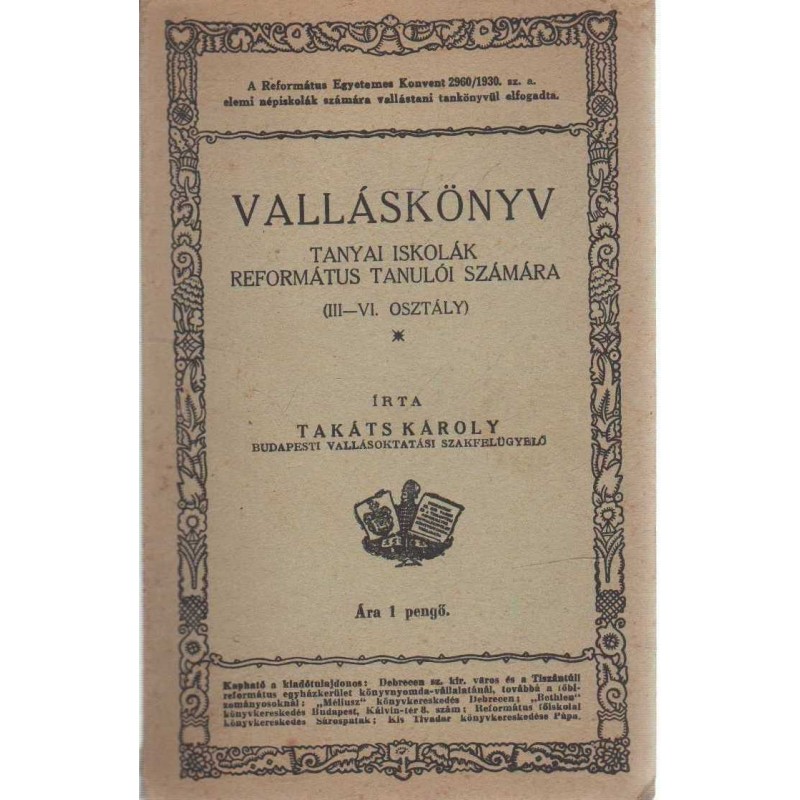 A Református Egyetemes Konvent 2960/1930. sz. a.
elemi népiskolák számára vallástani tankönyvül elfogadta.
VALLÁSKÖNYV
TANYAI ISKOLÁK
REFORMÁTUS TANULÓI SZÁMÁRA
(III—VI. OSZTÁLY)
*
ÍRTA
TAKÁTS KÁROLY
BUDAPESTI VALLÁSOKTATÁSI SZAKFELÜGYELŐ
Ára 1 pengő.
Kapható a kiadótulajdonos: Debrecen sz. kir. város és a Tiszántúli
református egyházkerület könyvnyomda-vállalatánál, továbbá a főbi-
zományosoknál: „Méliusz" könyvkereskedés Debrecen; „Bethlen"
könyvkereskedés Budapest, Kálvin-tér 8. szám; Református főiskolai
könyvkereskedés Sárospatak; Kis Tivadar könyvkereskedése Pápa.